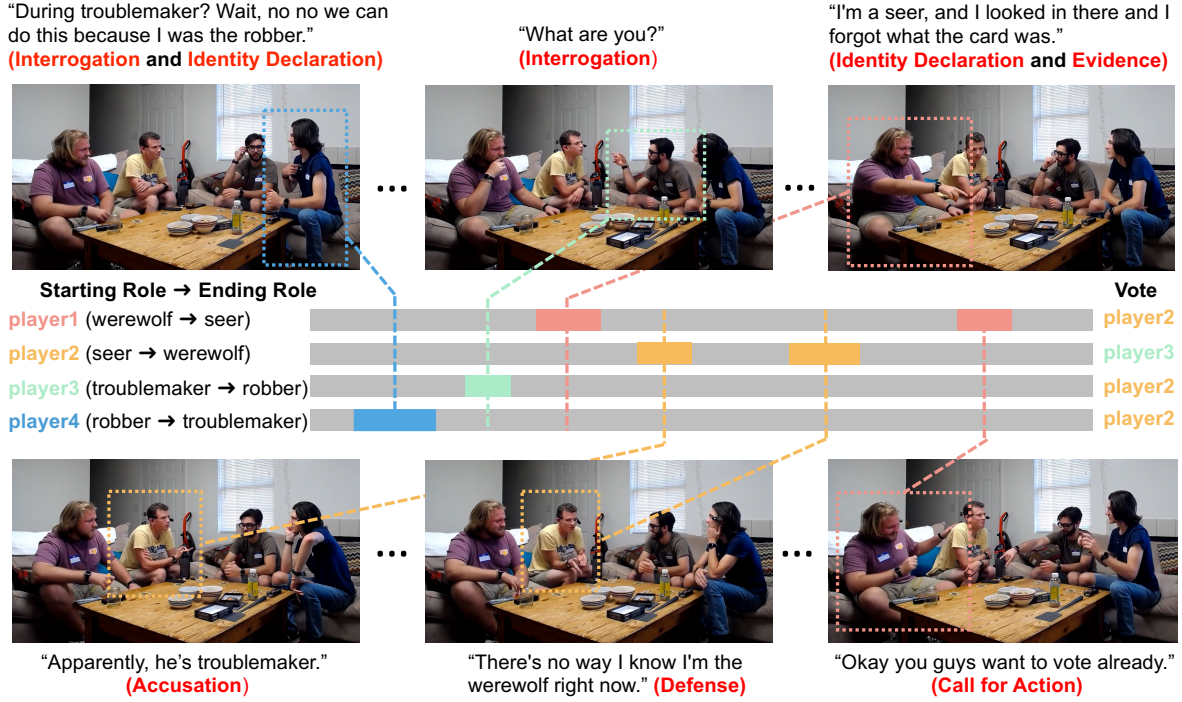 “During troublemaker? Wait, no no we can
do this because I was the robber.”
(Interrogation and Identity Declaration)
“What are you?”
(Interrogation)
“I'm a seer, and I looked in there and I
forgot what the card was.”
(Identity Declaration and Evidence)
...
...
Starting Role → Ending Role
Vote
player1 (werewolf → seer)
player2
player2 (seer → werewolf)
player3
player3 (troublemaker → robber)
player2
player4 (robber → troublemaker)
player2
...
...
“Apparently, he’s troublemaker.”
(Accusation)
“There's no way I know I'm the
werewolf right now.” (Defense)
“Okay you guys want to vote already.”
(Call for Action)